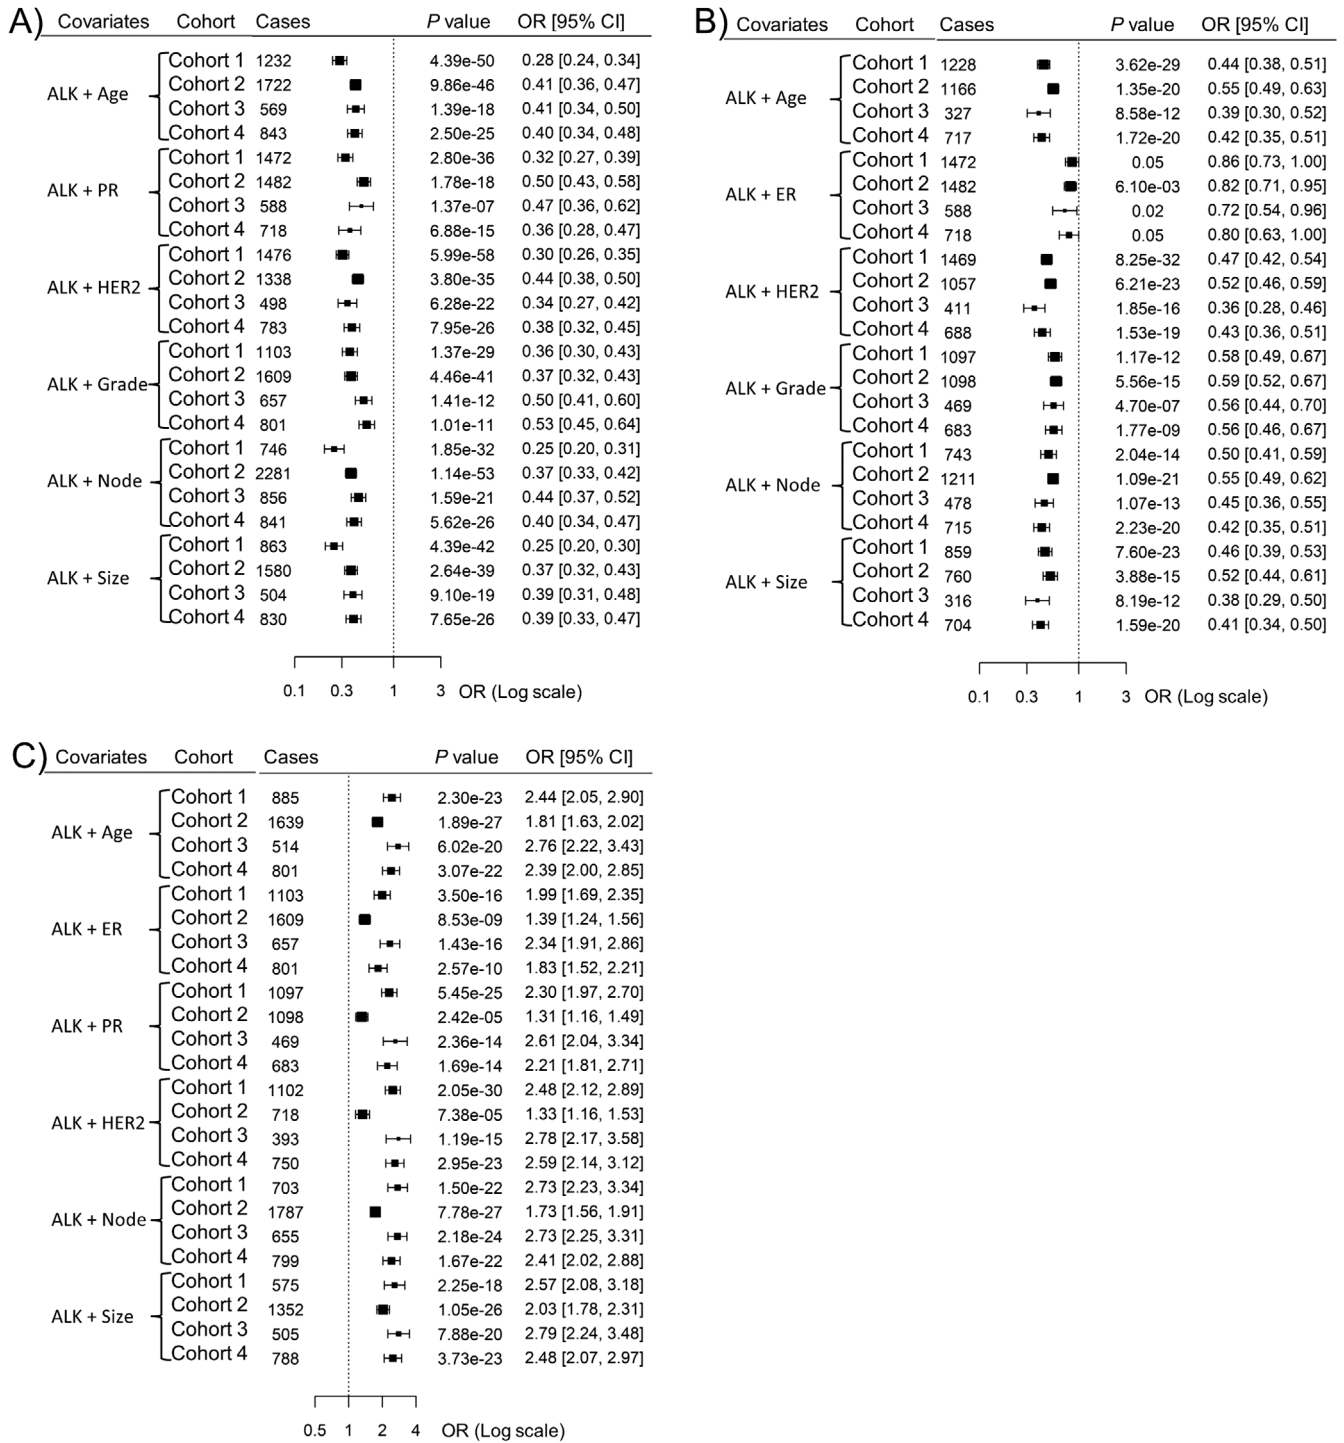 A) Covariates Cohort Cases P value OR [95% CI]
ALK + Age
Cohort 1 1232 4.39e-50 0.28 [0.24, 0.34]
Cohort 2 1722 9.86e-46 0.41 [0.36, 0.47]
Cohort 3 569 1.39e-18 0.41 [0.34, 0.50]
Cohort 4 843 2.50e-25 0.40 [0.34, 0.48]
ALK + PR
Cohort 1 1472 2.80e-36 0.32 [0.27, 0.39]
Cohort 2 1482 1.78e-18 0.50 [0.43, 0.58]
Cohort 3 588 1.37e-07 0.47 [0.36, 0.62]
Cohort 4 718 6.88e-15 0.36 [0.28, 0.47]
ALK + HER2
Cohort 1 1476 5.99e-58 0.30 [0.26, 0.35]
Cohort 2 1338 3.80e-35 0.44 [0.38, 0.50]
Cohort 3 498 6.28e-22 0.34 [0.27, 0.42]
Cohort 4 783 7.95e-26 0.38 [0.32, 0.45]
ALK + Grade
Cohort 1 1103 1.37e-29 0.36 [0.30, 0.43]
Cohort 2 1609 4.46e-41 0.37 [0.32, 0.43]
Cohort 3 657 1.41e-12 0.50 [0.41, 0.60]
Cohort 4 801 1.01e-11 0.53 [0.45, 0.64]
ALK + Node
Cohort 1 746 1.85e-32 0.25 [0.20, 0.31]
Cohort 2 2281 1.14e-53 0.37 [0.33, 0.42]
Cohort 3 856 1.59e-21 0.44 [0.37, 0.52]
Cohort 4 841 5.62e-26 0.40 [0.34, 0.47]
ALK + Size
Cohort 1 863 4.39e-42 0.25 [0.20, 0.30]
Cohort 2 1580 2.64e-39 0.37 [0.32, 0.43]
Cohort 3 504 9.10e-19 0.39 [0.31, 0.48]
Cohort 4 830 7.65e-26 0.39 [0.33, 0.47]
0.1 0.3 1 3 OR (Log scale)
B) Covariates Cohort Cases P value OR [95% CI]
ALK + Age
Cohort 1 1228 3.62e-29 0.44 [0.38, 0.51]
Cohort 2 1166 1.35e-20 0.55 [0.49, 0.63]
Cohort 3 327 8.58e-12 0.39 [0.30, 0.52]
Cohort 4 717 1.72e-20 0.42 [0.35, 0.51]
ALK + ER
Cohort 1 1472 0.05 0.86 [0.73, 1.00]
Cohort 2 1482 6.10e-03 0.82 [0.71, 0.95]
Cohort 3 588 0.02 0.72 [0.54, 0.96]
Cohort 4 718 0.05 0.80 [0.63, 1.00]
ALK + HER2
Cohort 1 1469 8.25e-32 0.47 [0.42, 0.54]
Cohort 2 1057 6.21e-23 0.52 [0.46, 0.59]
Cohort 3 411 1.85e-16 0.36 [0.28, 0.46]
Cohort 4 688 1.53e-19 0.43 [0.36, 0.51]
ALK + Grade
Cohort 1 1097 1.17e-12 0.58 [0.49, 0.67]
Cohort 2 1098 5.56e-15 0.59 [0.52, 0.67]
Cohort 3 469 4.70e-07 0.56 [0.44, 0.70]
Cohort 4 683 1.77e-09 0.56 [0.46, 0.67]
ALK + Node
Cohort 1 743 2.04e-14 0.50 [0.41, 0.59]
Cohort 2 1211 1.09e-21 0.55 [0.49, 0.62]
Cohort 3 478 1.07e-13 0.45 [0.36, 0.55]
Cohort 4 715 2.23e-20 0.42 [0.35, 0.51]
ALK + Size
Cohort 1 859 7.60e-23 0.46 [0.39, 0.53]
Cohort 2 760 3.88e-15 0.52 [0.44, 0.61]
Cohort 3 316 8.19e-12 0.38 [0.29, 0.50]
Cohort 4 704 1.59e-20 0.41 [0.34, 0.50]
0.1 0.3 1 3 OR (Log scale)
C) Covariates Cohort Cases P value OR [95% CI]
ALK + Age
Cohort 1 885 2.30e-23 2.44 [2.05, 2.90]
Cohort 2 1639 1.89e-27 1.81 [1.63, 2.02]
Cohort 3 514 6.02e-20 2.76 [2.22, 3.43]
Cohort 4 801 3.07e-22 2.39 [2.00, 2.85]
ALK + ER
Cohort 1 1103 3.50e-16 1.99 [1.69, 2.35]
Cohort 2 1609 8.53e-09 1.39 [1.24, 1.56]
Cohort 3 657 1.43e-16 2.34 [1.91, 2.86]
Cohort 4 801 2.57e-10 1.83 [1.52, 2.21]
ALK + PR
Cohort 1 1097 5.45e-25 2.30 [1.97, 2.70]
Cohort 2 1098 2.42e-05 1.31 [1.16, 1.49]
Cohort 3 469 2.36e-14 2.61 [2.04, 3.34]
Cohort 4 683 1.69e-14 2.21 [1.81, 2.71]
ALK + HER2
Cohort 1 1102 2.05e-30 2.48 [2.12, 2.89]
Cohort 2 718 7.38e-05 1.33 [1.16, 1.53]
Cohort 3 393 1.19e-15 2.78 [2.17, 3.58]
Cohort 4 750 2.95e-23 2.59 [2.14, 3.12]
ALK + Node
Cohort 1 703 1.50e-22 2.73 [2.23, 3.34]
Cohort 2 1787 7.78e-27 1.73 [1.56, 1.91]
Cohort 3 655 2.18e-24 2.73 [2.25, 3.31]
Cohort 4 799 1.67e-22 2.41 [2.02, 2.88]
ALK + Size
Cohort 1 575 2.25e-18 2.57 [2.08, 3.18]
Cohort 2 1352 1.05e-26 2.03 [1.78, 2.31]
Cohort 3 505 7.88e-20 2.79 [2.24, 3.48]
Cohort 4 788 3.73e-23 2.48 [2.07, 2.97]
0.5 1 2 4 OR (Log scale)